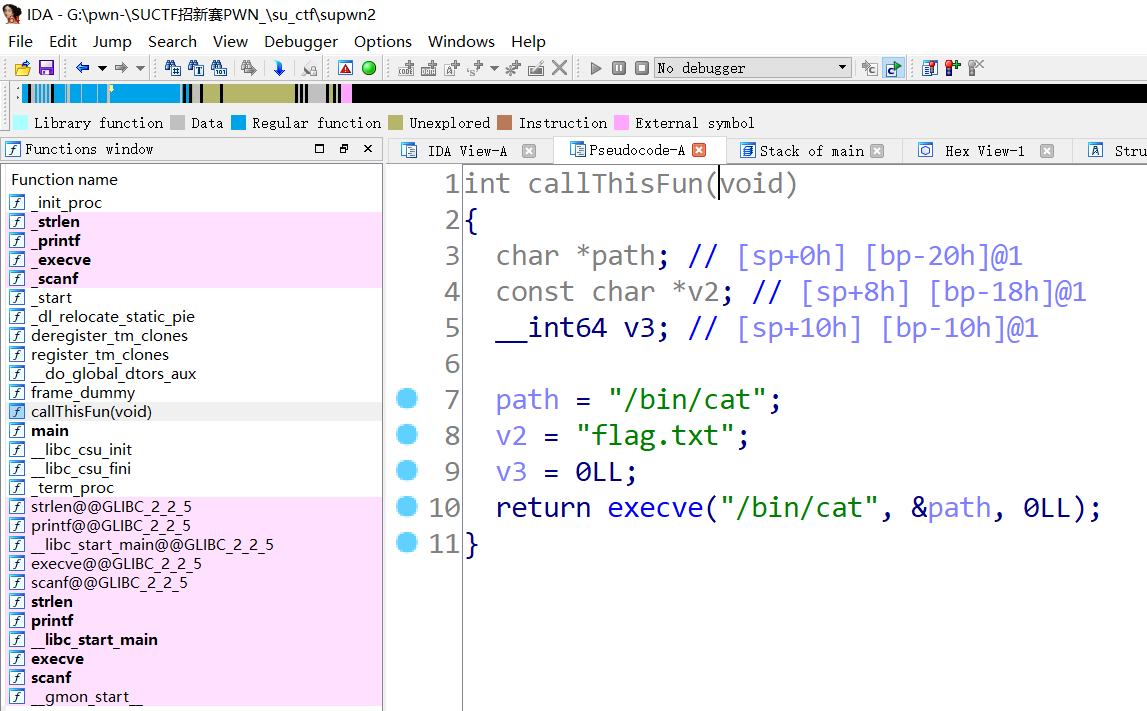 IDA - G:\pwn-\SUCTF招新赛PWN_\su_ctf\supwn2
File Edit Jump Search View Debugger Options Windows Help
No debugger
Library function Data Regular function Unexplored Instruction External symbol
Functions window
IDA View-A Pseudocode-A Stack of main Hex View-1 Stru
Function name
_init_proc
_strlen
_printf
_execve
_scanf
_start
_dl_relocate_static_pie
deregister_tm_clones
register_tm_clones
__do_global_dtors_aux
frame_dummy
callThisFun(void)
main
__libc_csu_init
__libc_csu_fini
_term_proc
strlen@@GLIBC_2_2_5
printf@@GLIBC_2_2_5
__libc_start_main@@GLIBC_2_2_5
execve@@GLIBC_2_2_5
scanf@@GLIBC_2_2_5
strlen
printf
__libc_start_main
execve
scanf
__gmon_start__
1 int callThisFun(void)
2 {
3 char *path; // [sp+0h] [bp-20h]@1
4 const char *v2; // [sp+8h] [bp-18h]@1
5 __int64 v3; // [sp+10h] [bp-10h]@1
6
7 path = "/bin/cat";
8 v2 = "flag.txt";
9 v3 = 0LL;
10 return execve("/bin/cat", &path, 0LL);
11 }